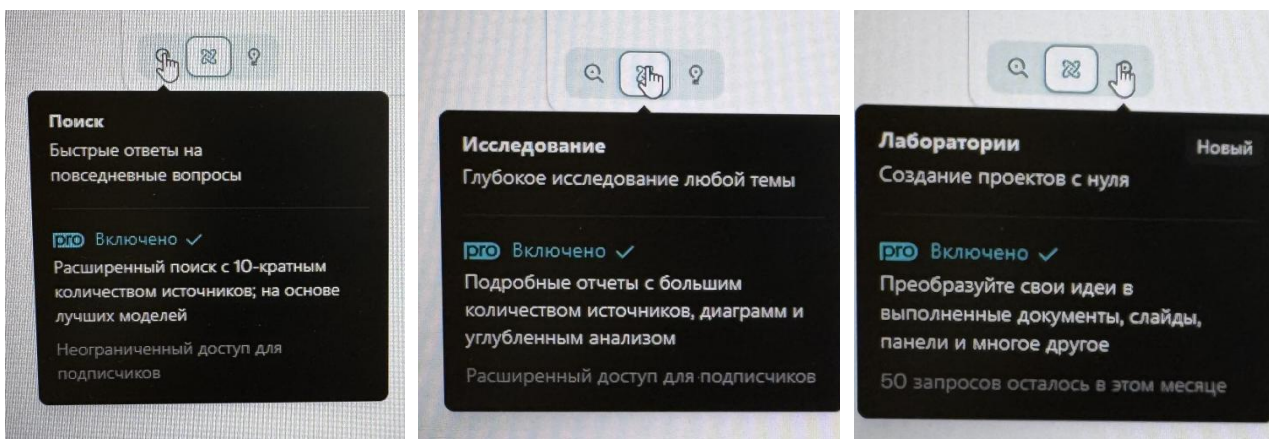 Поиск
Быстрые ответы на
повседневные вопросы
pro Включено
Расширенный поиск с 10-кратным
количеством источников; на основе
лучших моделей
Неограниченный доступ для
подписчиков
Исследование
Глубокое исследование любой темы
pro Включено
Подробные отчеты с большим
количеством источников, диаграмм и
углубленным анализом
Расширенный доступ для подписчиков
Лаборатории
Новый
Создание проектов с нуля
pro Включено
Преобразуйте свои идеи в
выполненные документы, слайды,
панели и многое другое
50 запросов осталось в этом месяце